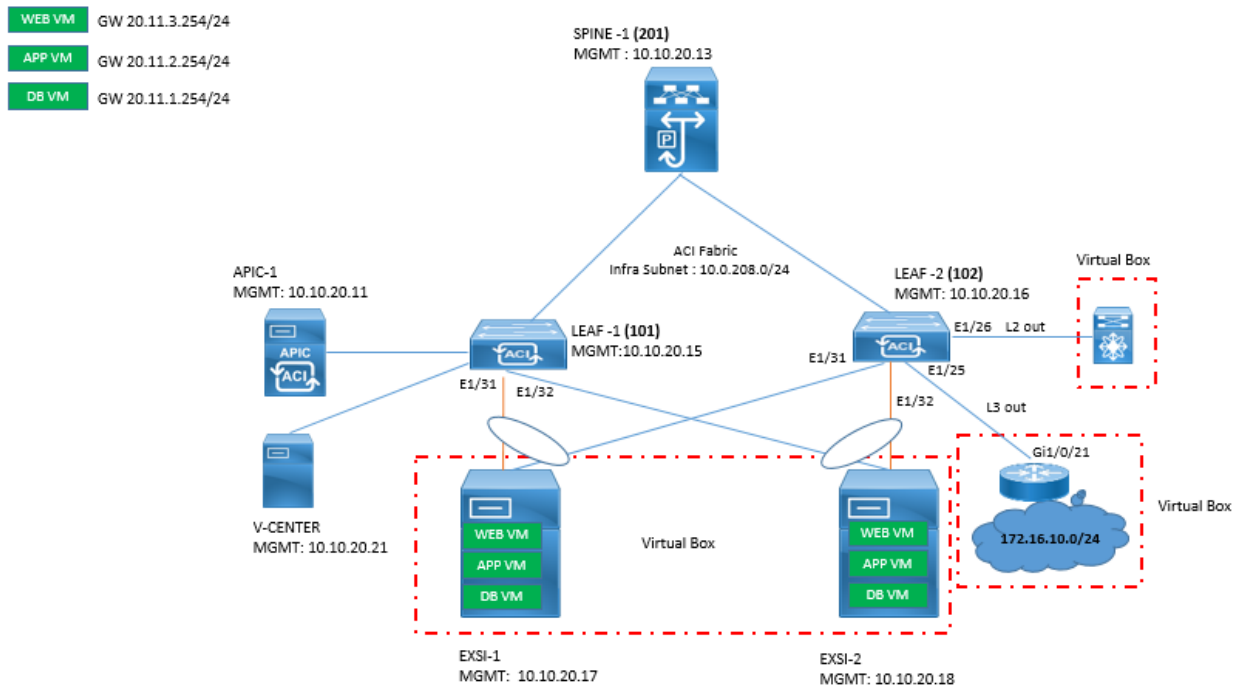 WEB VM GW 20.11.3.254/24
APP VM GW 20.11.2.254/24
DB VM GW 20.11.1.254/24
SPINE -1 (201)
MGMT : 10.10.20.13
P
ACI Fabric
Infra Subnet : 10.0.208.0/24
APIC-1
MGMT: 10.10.20.11
APIC
ACI
LEAF -1 (101)
MGMT:10.10.20.15
ACI
LEAF -2 (102)
MGMT: 10.10.20.16
ACI
Virtual Box
E1/26 L2 out
E1/31
E1/32
E1/31
E1/32
E1/25
L3 out
Gi1/0/21
172.16.10.0/24
Virtual Box
V-CENTER
MGMT: 10.10.20.21
WEB VM
APP VM
DB VM
Virtual Box
WEB VM
APP VM
DB VM
EXSI-1
MGMT: 10.10.20.17
EXSI-2
MGMT: 10.10.20.18